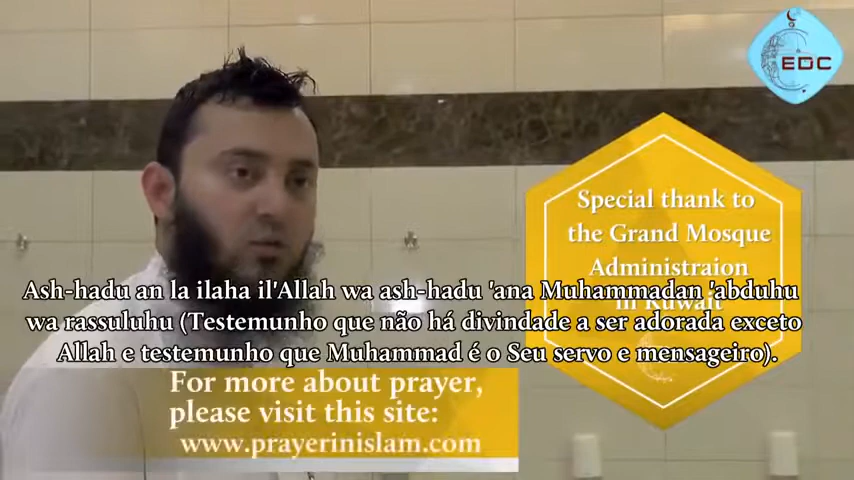 EDC
Special thank to
the Grand Mosque
Administraion
in Kuwait
Ash-hadu an la ilaha il'Allah wa ash-hadu 'ana Muhammadan 'abduhu
wa rassuluhu (Testemunho que não há divindade a ser adorada exceto
Allah e testemunho que Muhammad é o Seu servo e mensageiro).
For more about prayer,
please visit this site:
www.prayerinislam.com